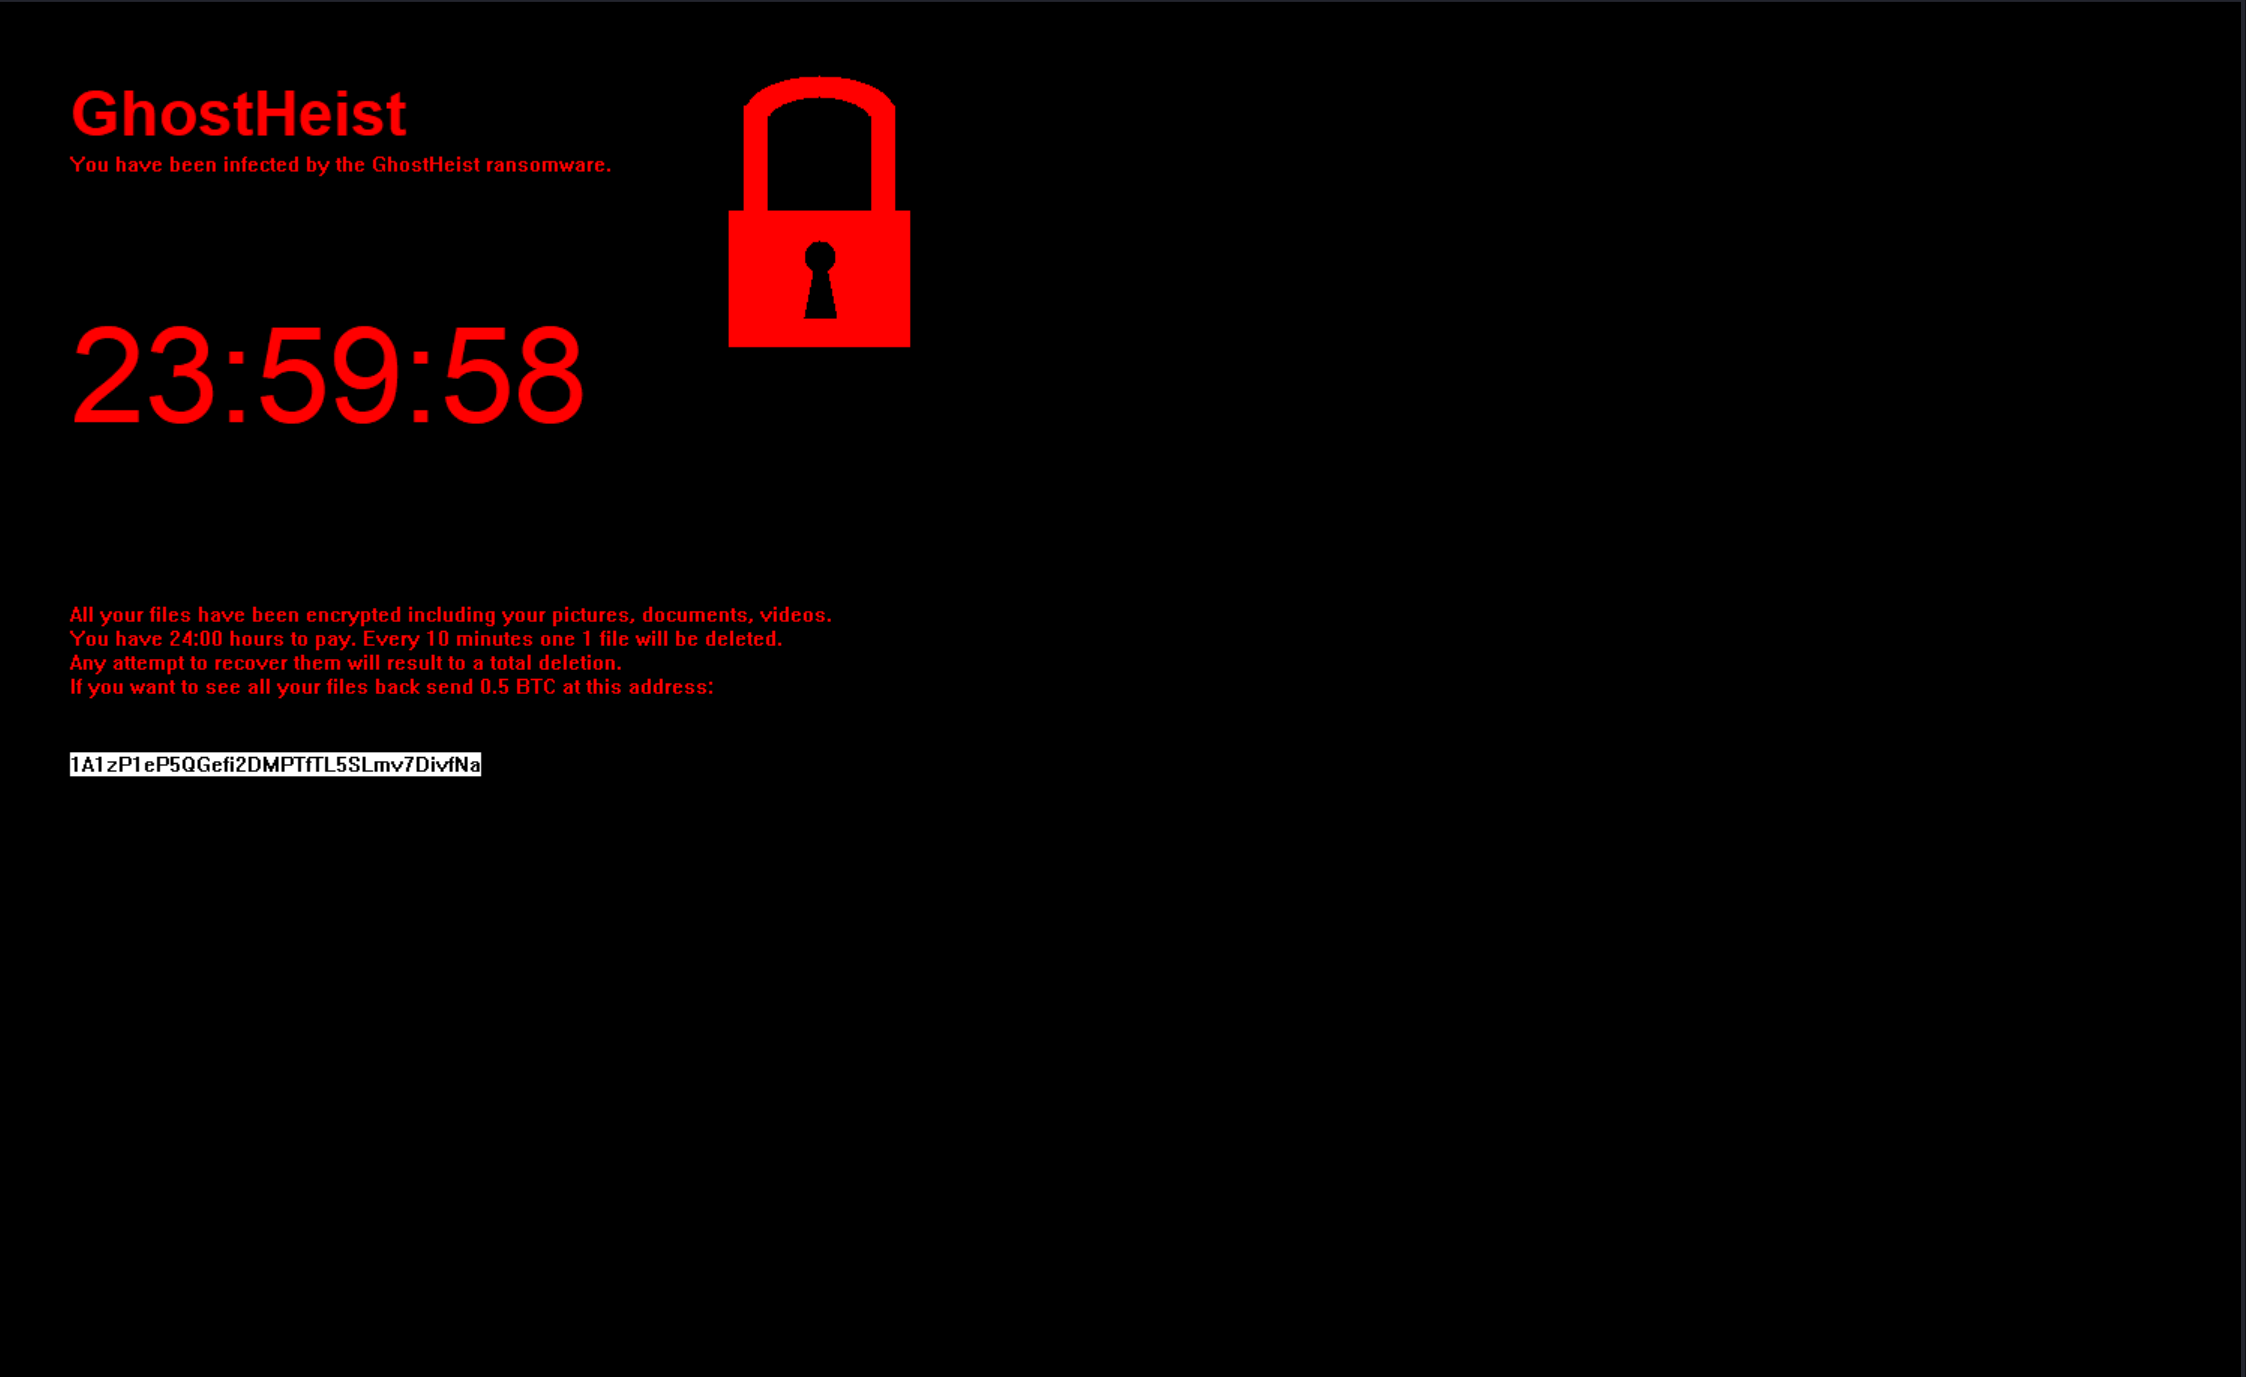 GhostHeist
You have been infected by the GhostHeist ransomware.
23:59:58
All your files have been encrypted including your pictures, documents, videos.
You have 24:00 hours to pay. Every 10 minutes one 1 file will be deleted.
Any attempt to recover them will result to a total deletion.
If you want to see all your files back send 0.5 BTC at this address:
1A1zP1eP5QGefi2DMPTfTL5SLmv7DivfNa